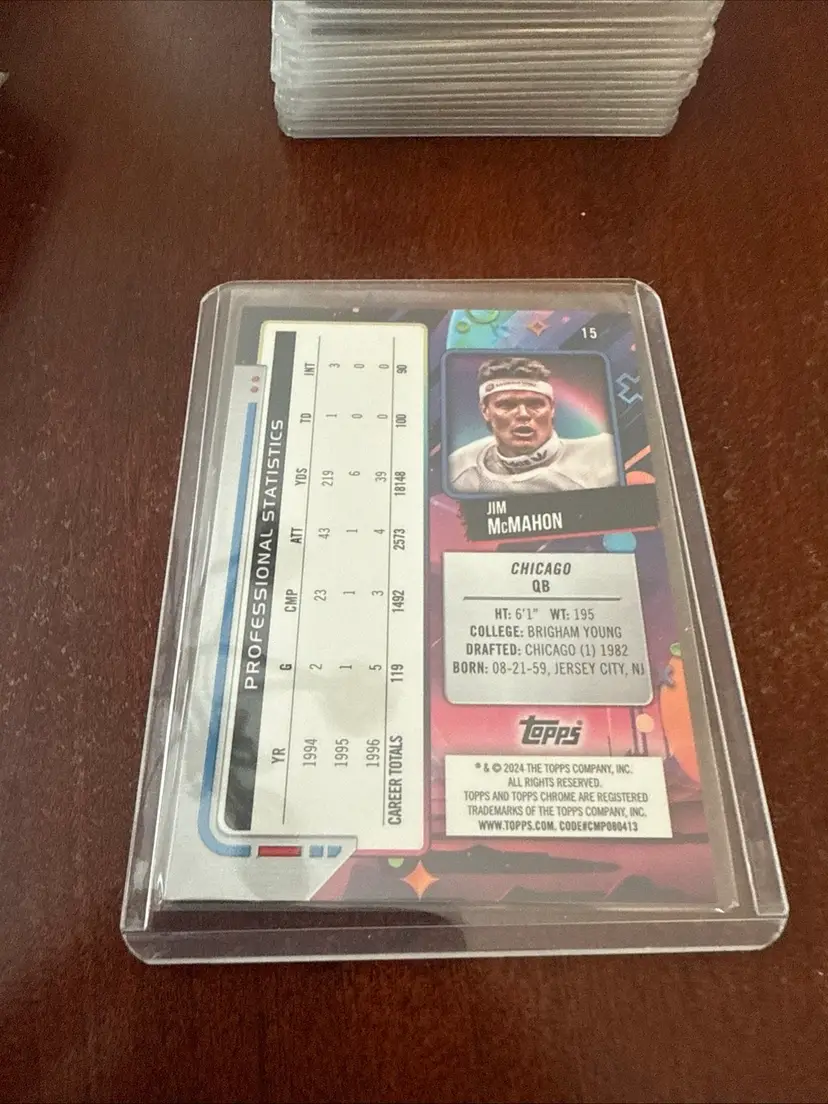 15
JIM
McMAHON
CHICAGO
QB
HT: 6'1" WT: 195
COLLEGE: BRIGHAM YOUNG
DRAFTED: CHICAGO (1) 1982
BORN: 08-21-59, JERSEY CITY, NJ
topps
® & © 2024 THE TOPPS COMPANY, INC.
ALL RIGHTS RESERVED.
TOPPS AND TOPPS CHROME ARE REGISTERED
TRADEMARKS OF THE TOPPS COMPANY, INC.
WWW.TOPPS.COM. CODE#CMP080413
PROFESSIONAL STATISTICS
YR G CMP ATT YDS TD INT
1994 2 23 43 219 1 3
1995 1 1 1 6 0 0
1996 5 3 4 39 0 0
CAREER TOTALS 119 1492 2573 18148 100 90